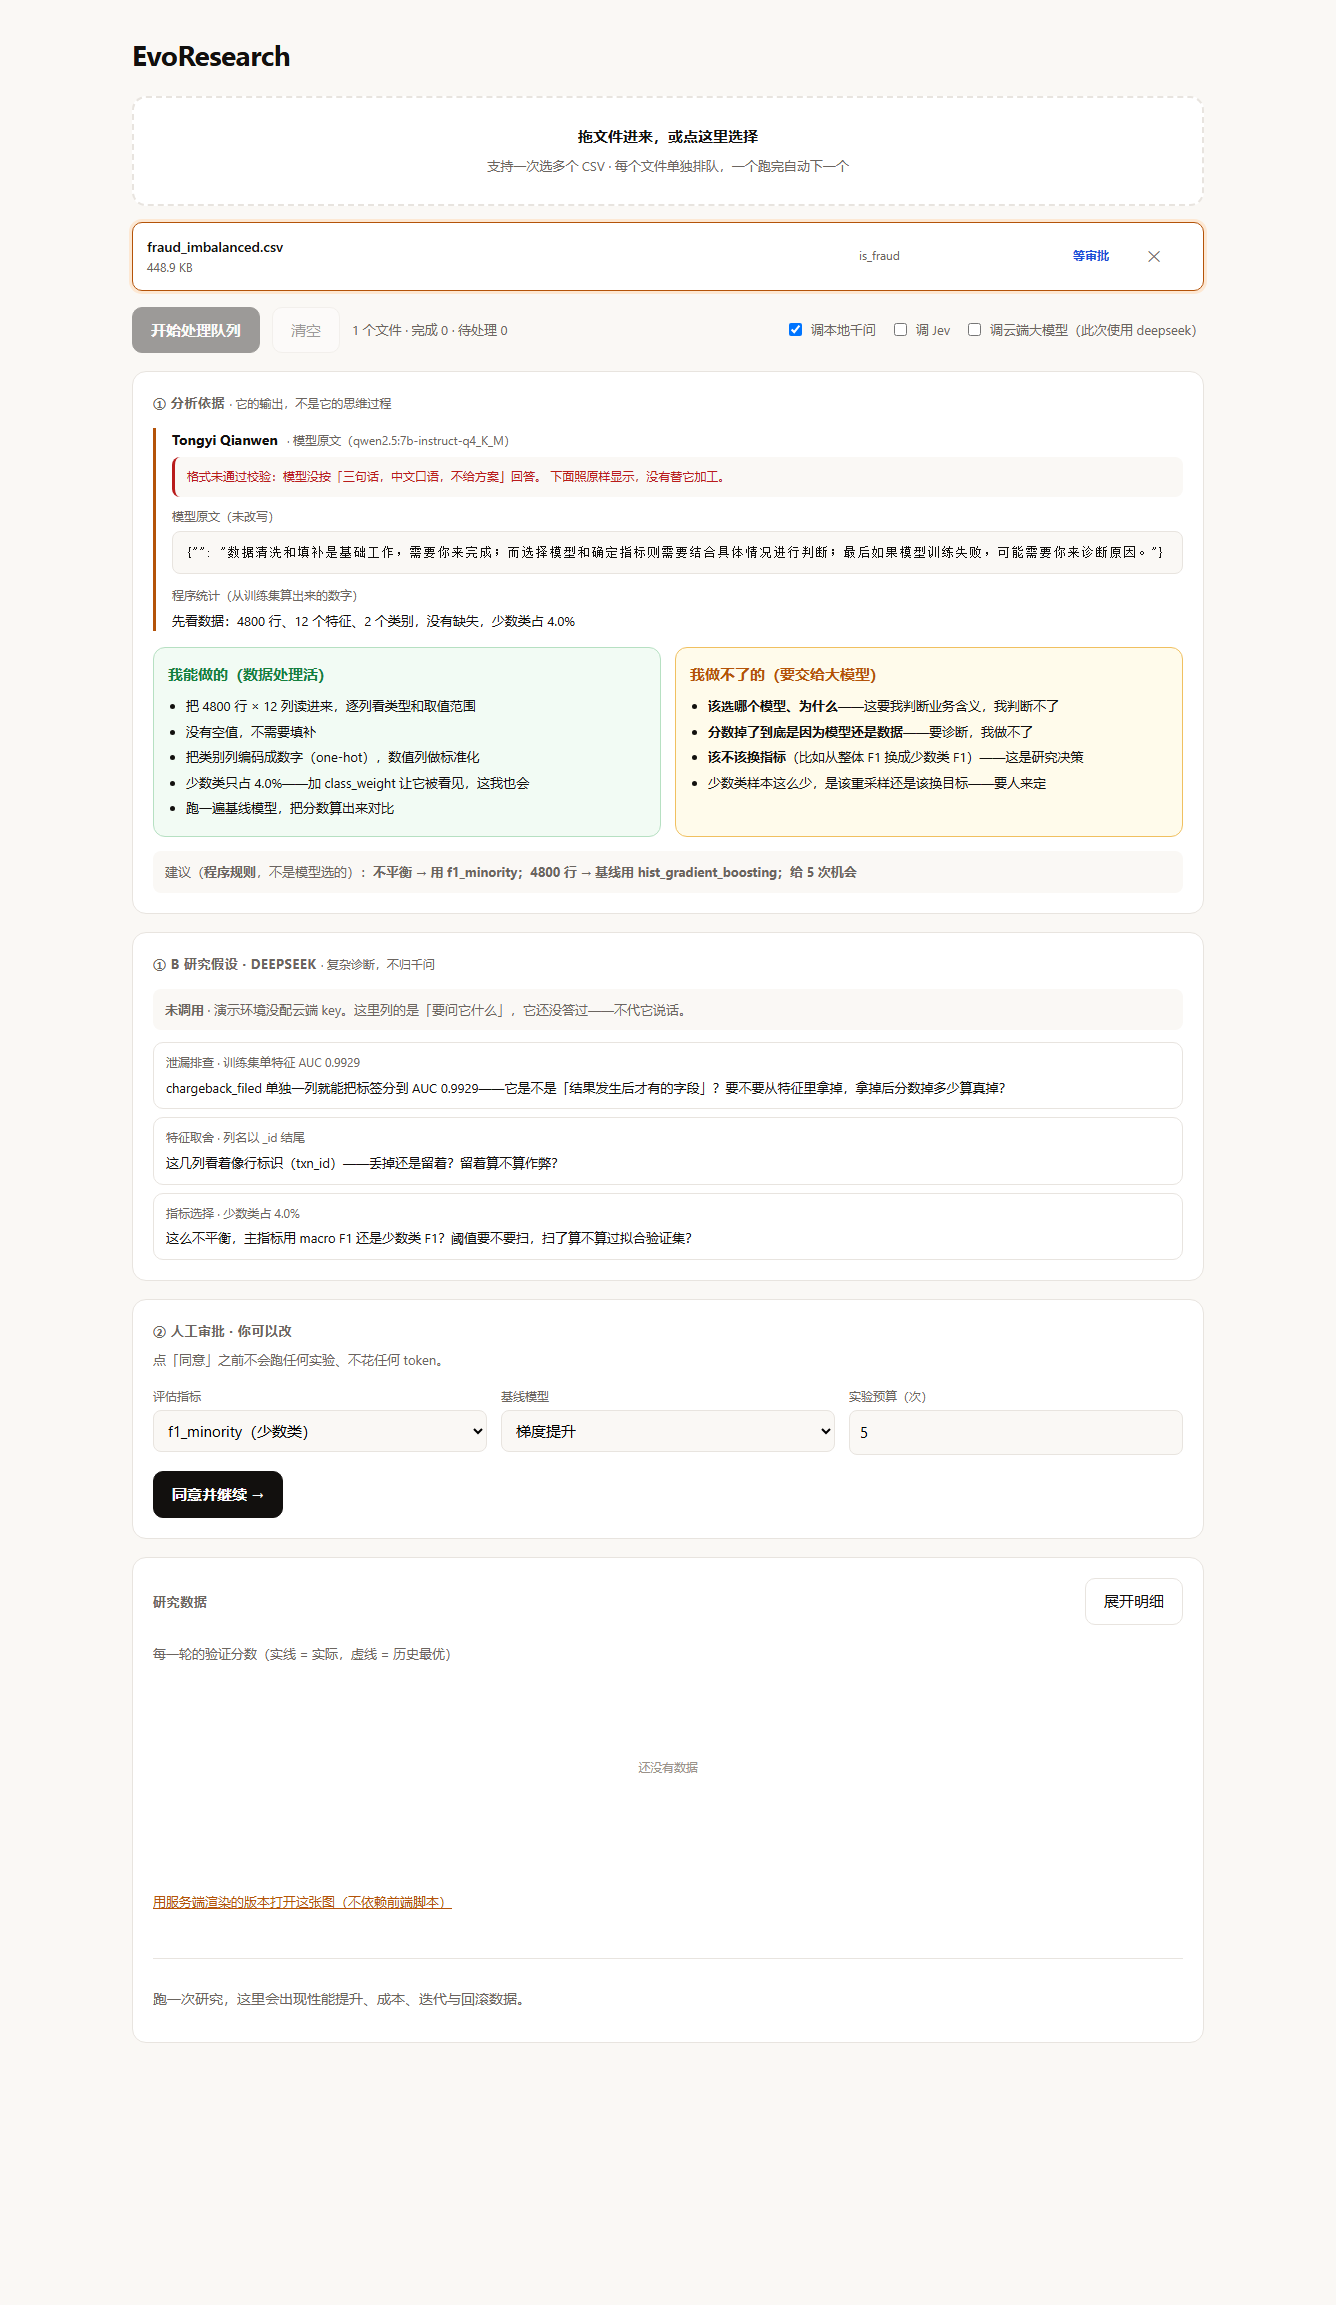 EvoResearch
拖文件进来，或点这里选择
支持一次选多个 CSV · 每个文件单独排队，一个跑完自动下一个
fraud_imbalanced.csv
448.9 KB
is_fraud
等审批
开始处理队列
清空
1 个文件 · 完成 0 · 待处理 0
调本地千问
调 Jev
调云端大模型（此次使用 deepseek）
① 分析依据 · 它的输出，不是它的思维过程
Tongyi Qianwen · 模型原文（qwen2.5:7b-instruct-q4_K_M）
格式未通过校验：模型没按「三句话，中文口语，不给方案」回答。 下面照原样显示，没有替它加工。
模型原文（未改写）
{"": "数据清洗和填补是基础工作，需要你来完成；而选择模型和确定指标则需要结合具体情况进行判断；最后如果模型训练失败，可能需要你来诊断原因。"}
程序统计（从训练集算出来的数字）
先看数据：4800 行、12 个特征、2 个类别，没有缺失，少数类占 4.0%
我能做的（数据处理活）
把 4800 行 × 12 列读进来，逐列看类型和取值范围
没有空值，不需要填补
把类别列编码成数字（one-hot），数值列做标准化
少数类只占 4.0%——加 class_weight 让它被看见，这我也会
跑一遍基线模型，把分数算出来对比
我做不了的（要交给大模型）
该选哪个模型、为什么——这要我判断业务含义，我判断不了
分数掉了到底是因为模型还是数据——要诊断，我做不了
该不该换指标（比如从整体 F1 换成少数类 F1）——这是研究决策
少数类样本这么少，是该重采样还是该换目标——要人来定
建议（程序规则，不是模型选的）：不平衡 → 用 f1_minority；4800 行 → 基线用 hist_gradient_boosting；给 5 次机会
① B 研究假设 · DEEPSEEK · 复杂诊断，不归千问
未调用 · 演示环境没配云端 key。这里列的是「要问它什么」，它还没答过——不代它说话。
泄漏排查 · 训练集单特征 AUC 0.9929
chargeback_filed 单独一列就能把标签分到 AUC 0.9929——它是不是「结果发生后才有的字段」？要不要从特征里拿掉，拿掉后分数掉多少算真掉？
特征取舍 · 列名以 _id 结尾
这几列看着像行标识（txn_id）——丢掉还是留着？留着算不算作弊？
指标选择 · 少数类占 4.0%
这么不平衡，主指标用 macro F1 还是少数类 F1？阈值要不要扫，扫了算不算过拟合验证集？
② 人工审批 · 你可以改
点「同意」之前不会跑任何实验、不花任何 token。
评估指标
基线模型
实验预算（次）
f1_minority（少数类）
梯度提升
5
同意并继续 →
研究数据
展开明细
每一轮的验证分数（实线 = 实际，虚线 = 历史最优）
还没有数据
用服务端渲染的版本打开这张图（不依赖前端脚本）
跑一次研究，这里会出现性能提升、成本、迭代与回滚数据。